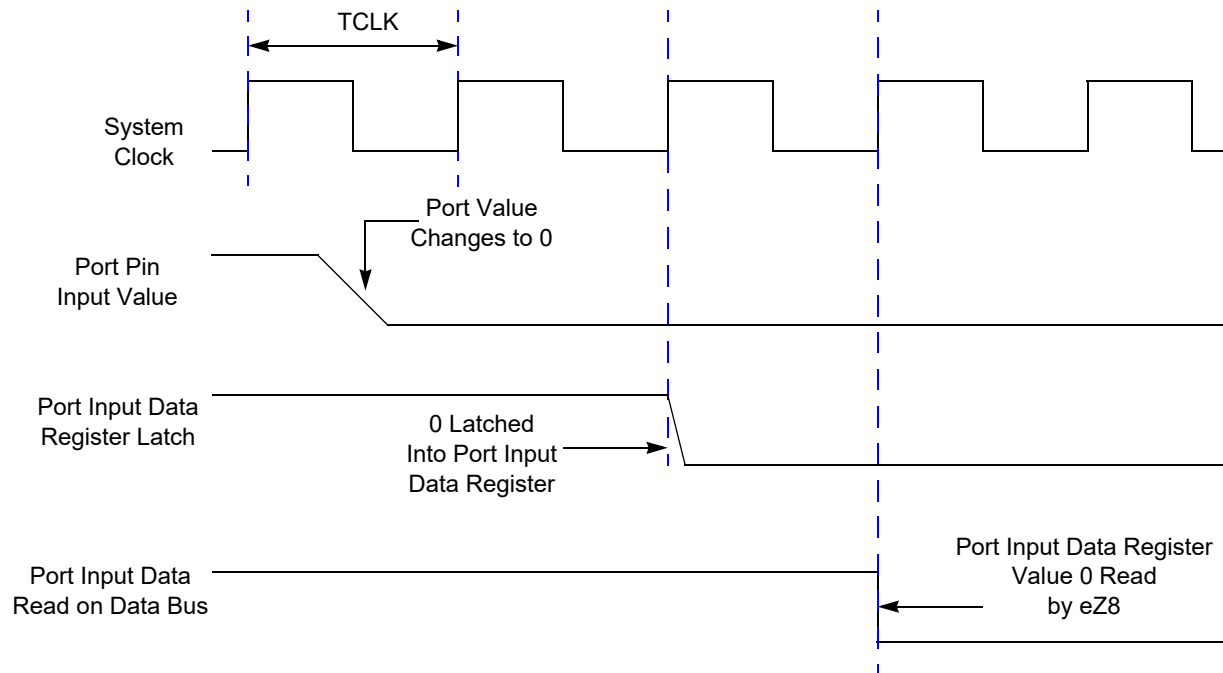 TCLK
System
Clock
Port Value
Changes to 0
Port Pin
Input Value
Port Input Data
Register Latch
0 Latched
Into Port Input
Data Register
Port Input Data
Read on Data Bus
Port Input Data Register
Value 0 Read
by eZ8